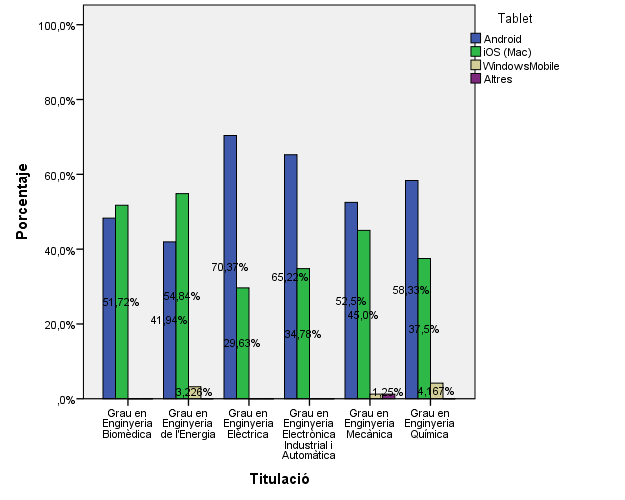 Tablet
Android
iOS (Mac)
WindowsMobile
Altres
Porcentaje
100,0%
80,0%
60,0%
40,0%
20,0%
,0%
51,72%
54,84%
41,94%
3,226%
70,37%
29,63%
65,22%
34,78%
52,5%
45,0%
1,25%
58,33%
37,5%
4,167%
Grau en
Enginyeria
Biomèdica
Grau en
Enginyeria
de l'Energia
Grau en
Enginyeria
Elèctrica
Grau en
Enginyeria
Electrònica
Industrial i
Automàtica
Grau en
Enginyeria
Mecànica
Grau en
Enginyeria
Química
Titulació